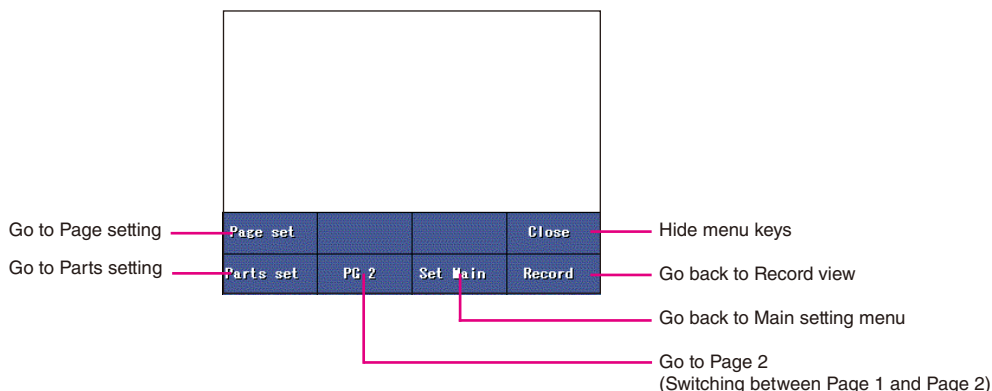 Go to Page setting
Page set
Close
Hide menu keys
Go to Parts setting
Parts set
PG 2
Set Main
Record
Go back to Record view
Go back to Main setting menu
Go to Page 2
(Switching between Page 1 and Page 2)